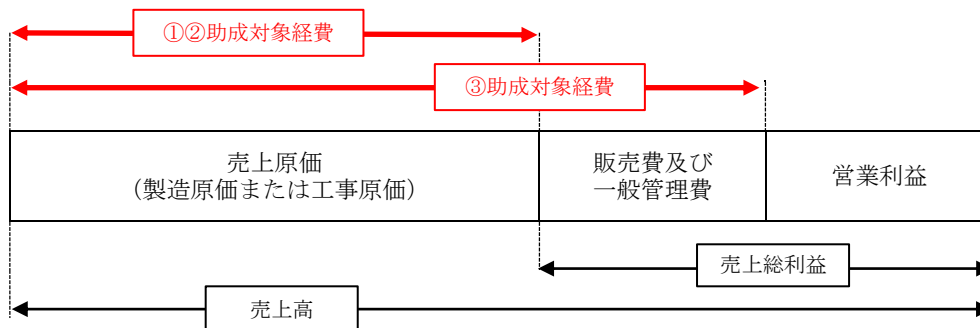 ①②助成対象経費
③助成対象経費
売上原価
（製造原価または工事原価）
販売費及び
一般管理費
営業利益
売上総利益
売上高